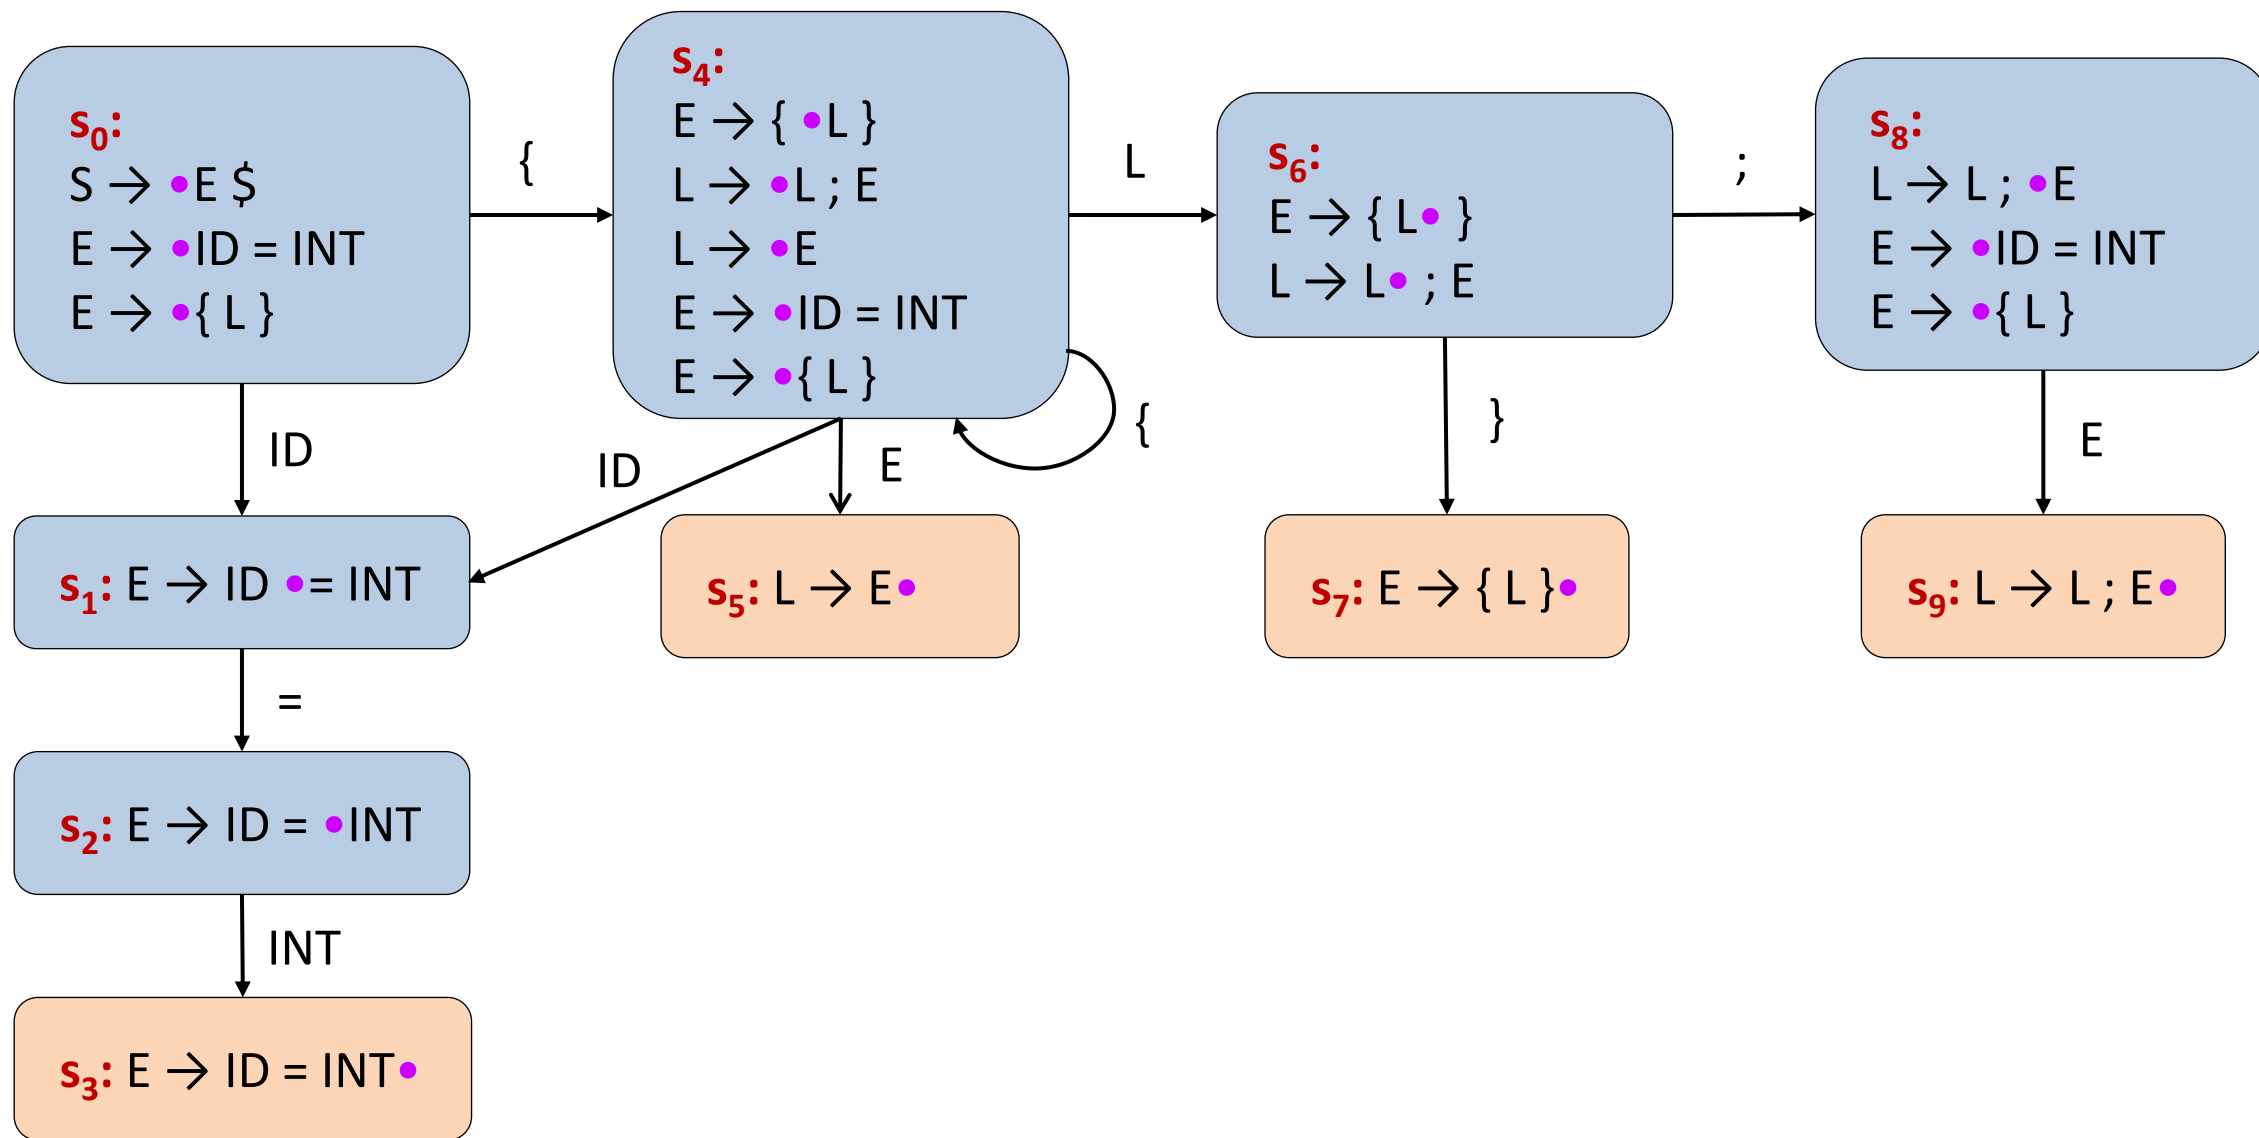 s₀:
S → •E $
E → •ID = INT
E → •{ L }
{
s₄:
E → { •L }
L → •L ; E
L → •E
E → •ID = INT
E → •{ L }
L
s₆:
E → { L• }
L → L• ; E
;
s₈:
L → L ; •E
E → •ID = INT
E → •{ L }
ID
ID
E
{
}
E
s₁: E → ID •= INT
s₅: L → E•
s₇: E → { L }•
s₉: L → L ; E•
=
s₂: E → ID = •INT
INT
s₃: E → ID = INT•